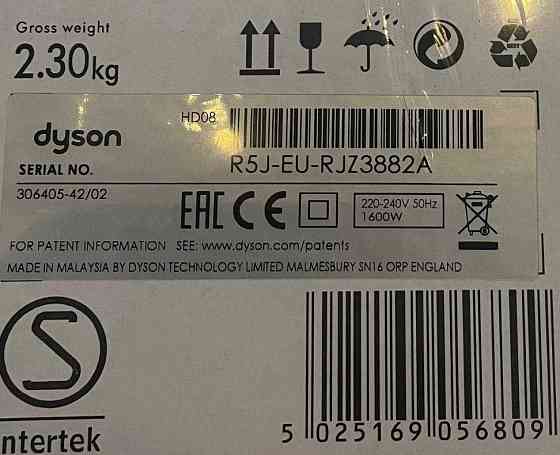 Gross weight
2.30kg
HD08
dyson
R5J-EU-RJZ3882A
SERIAL NO.
306405-42/02
EAC CE
220-240V 50Hz
1600W
FOR PATENT INFORMATION SEE: www.dyson.com/patents
MADE IN MALAYSIA BY DYSON TECHNOLOGY LIMITED MALMESBURY SN16 ORP ENGLAND
S
ntertek
5 025169 056809